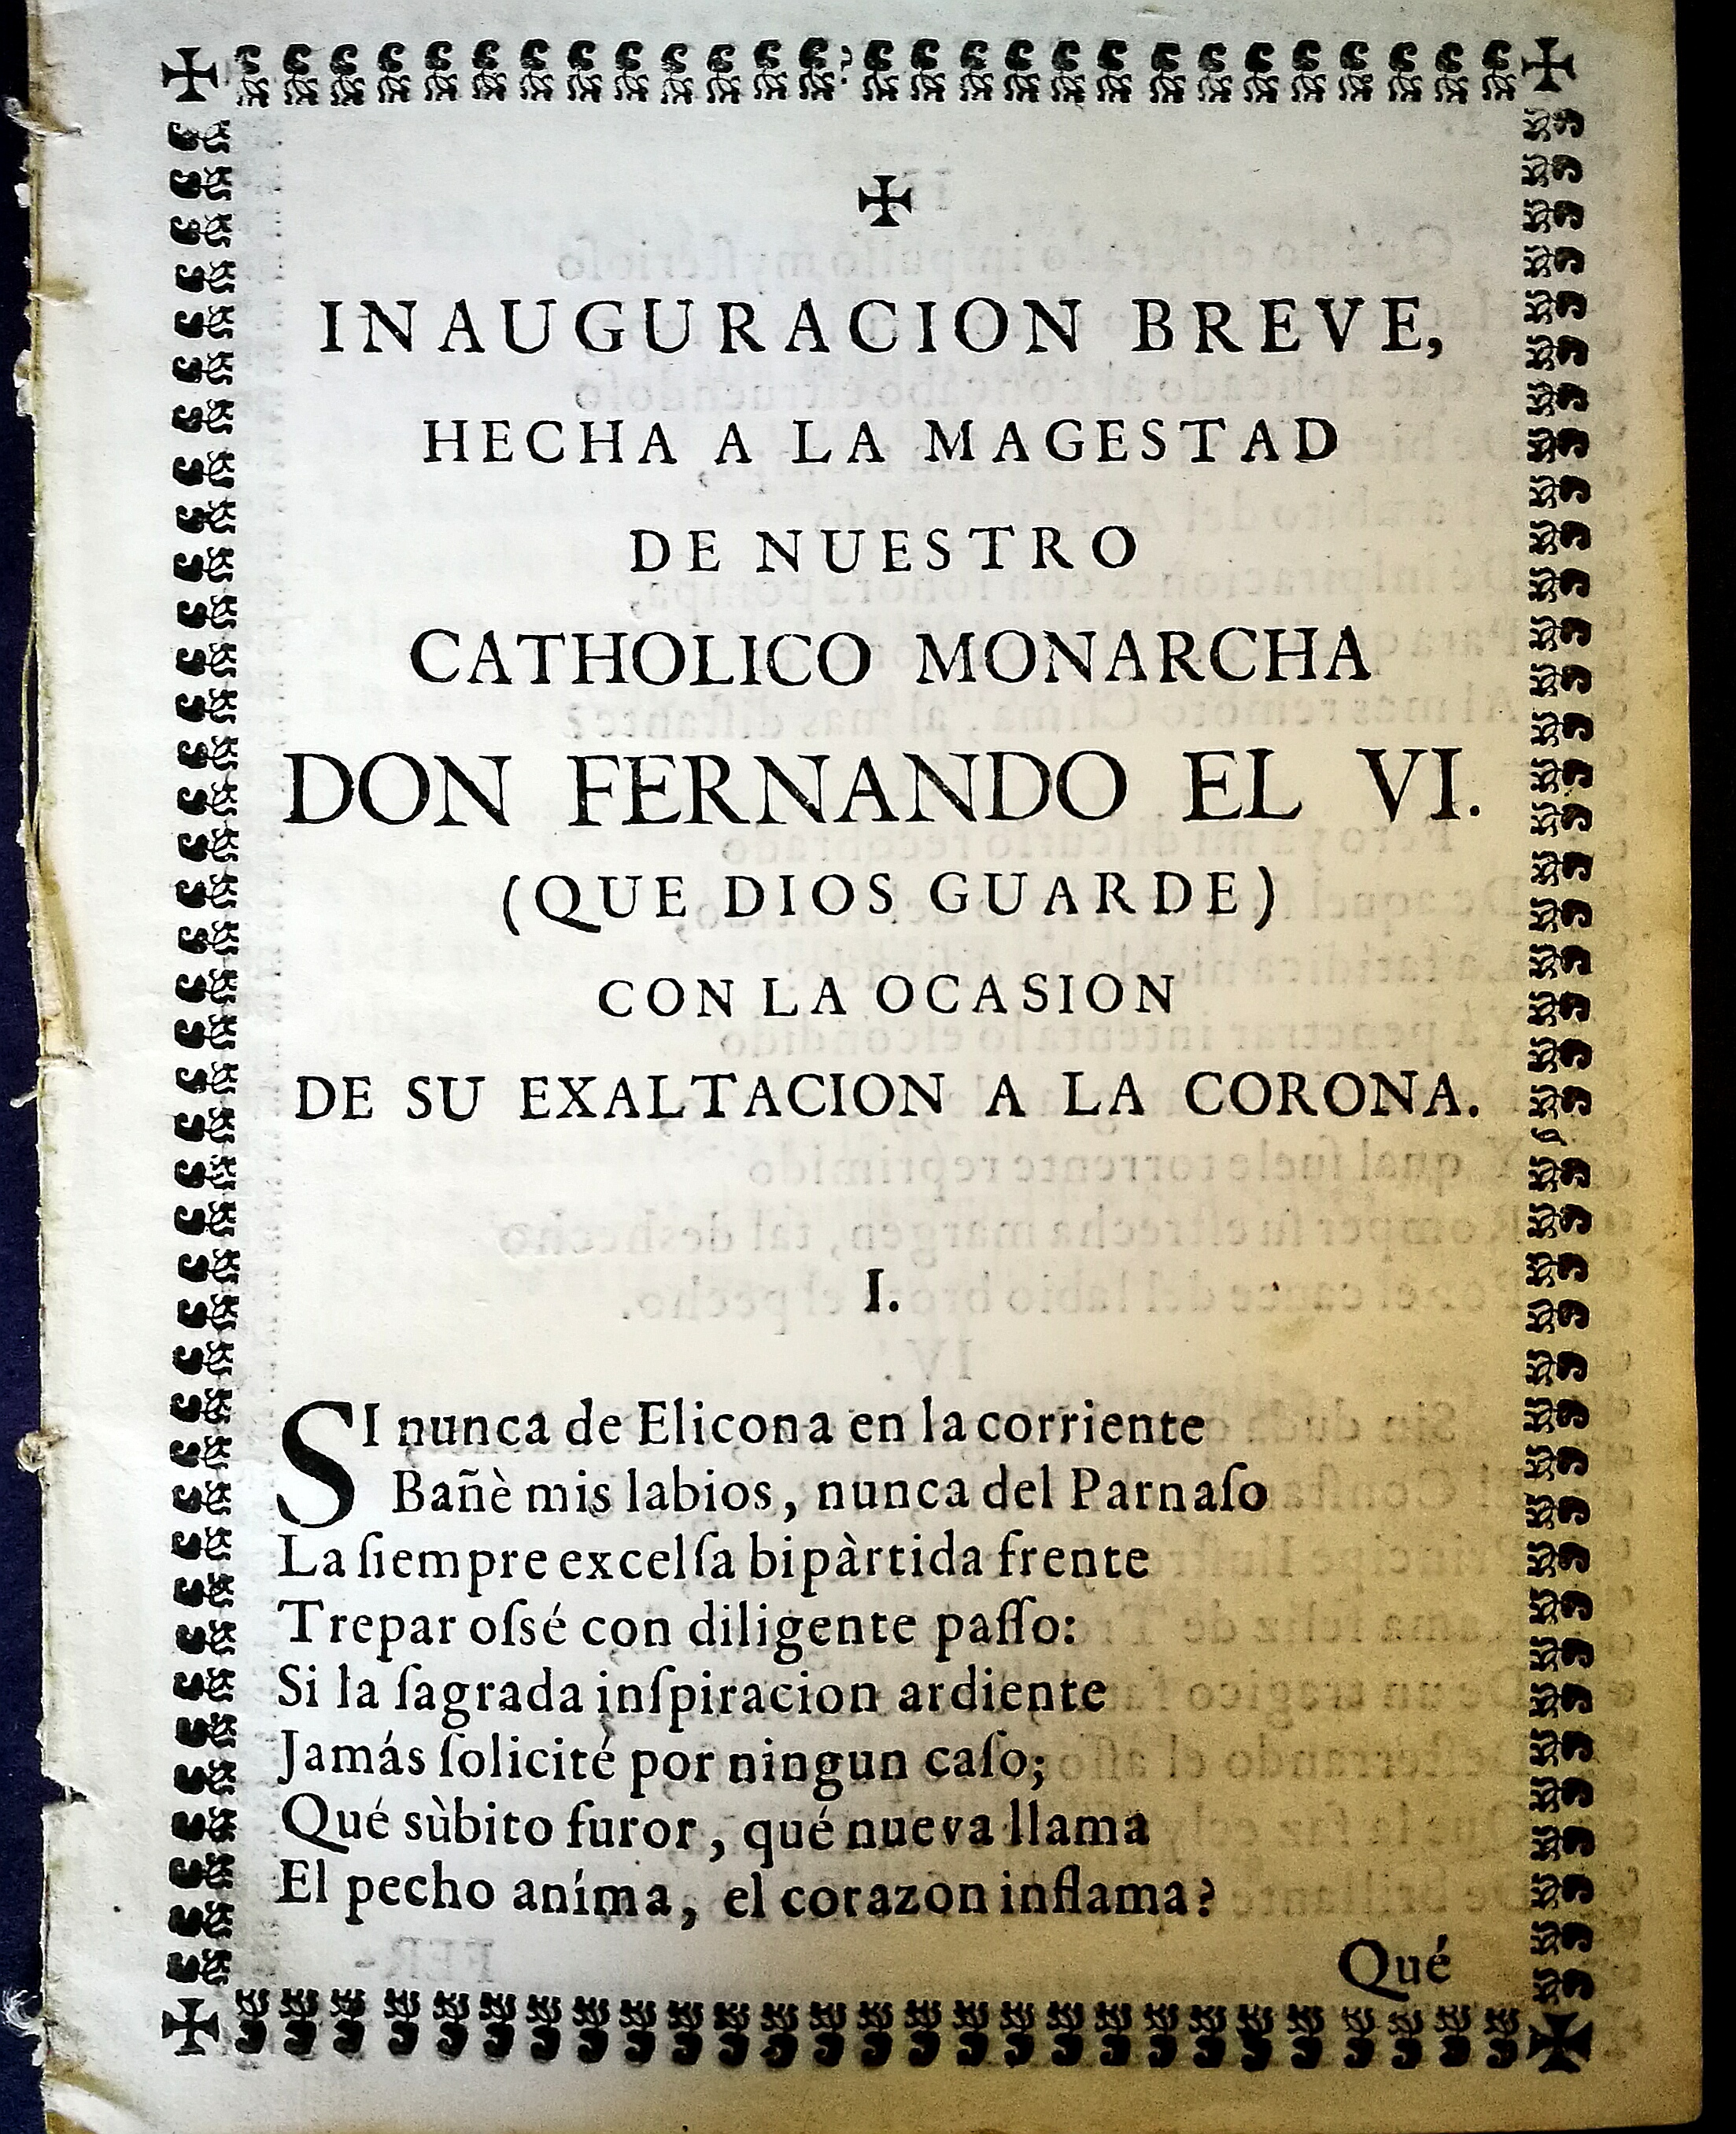 ✠
INAUGURACION BREVE,
HECHA A LA MAGESTAD
DE NUESTRO
CATHOLICO MONARCHA
DON FERNANDO EL VI.
(QUE DIOS GUARDE)
CON LA OCASION
DE SU EXALTACION A LA CORONA.
I.
SI nunca de Elicona en la corriente
Bañè mis labios, nunca del Parnaſo
La ſiempre excelſa bipàrtida frente
Trepar oſsé con diligente paſſo:
Si la ſagrada inſpiracion ardiente
Jamás ſolicité por ningun caſo;
Qué sùbito furor, qué nueva llama
El pecho aníma, el corazon inflama?
Qué